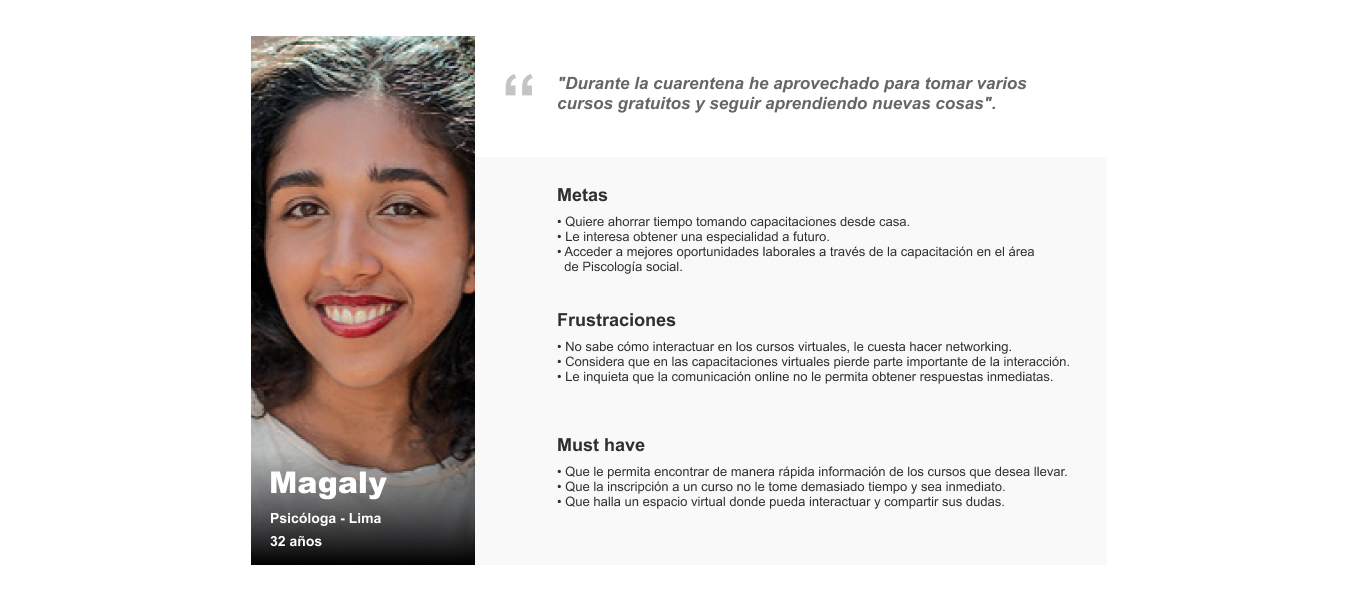 "Durante la cuarentena he aprovechado para tomar varios
cursos gratuitos y seguir aprendiendo nuevas cosas".
Metas
• Quiere ahorrar tiempo tomando capacitaciones desde casa.
• Le interesa obtener una especialidad a futuro.
• Acceder a mejores oportunidades laborales a través de la capacitación en el área
de Piscología social.
Frustraciones
• No sabe cómo interactuar en los cursos virtuales, le cuesta hacer networking.
• Considera que en las capacitaciones virtuales pierde parte importante de la interacción.
• Le inquieta que la comunicación online no le permita obtener respuestas inmediatas.
Must have
• Que le permita encontrar de manera rápida información de los cursos que desea llevar.
• Que la inscripción a un curso no le tome demasiado tiempo y sea inmediato.
• Que halla un espacio virtual donde pueda interactuar y compartir sus dudas.
Magaly
Psicóloga - Lima
32 años